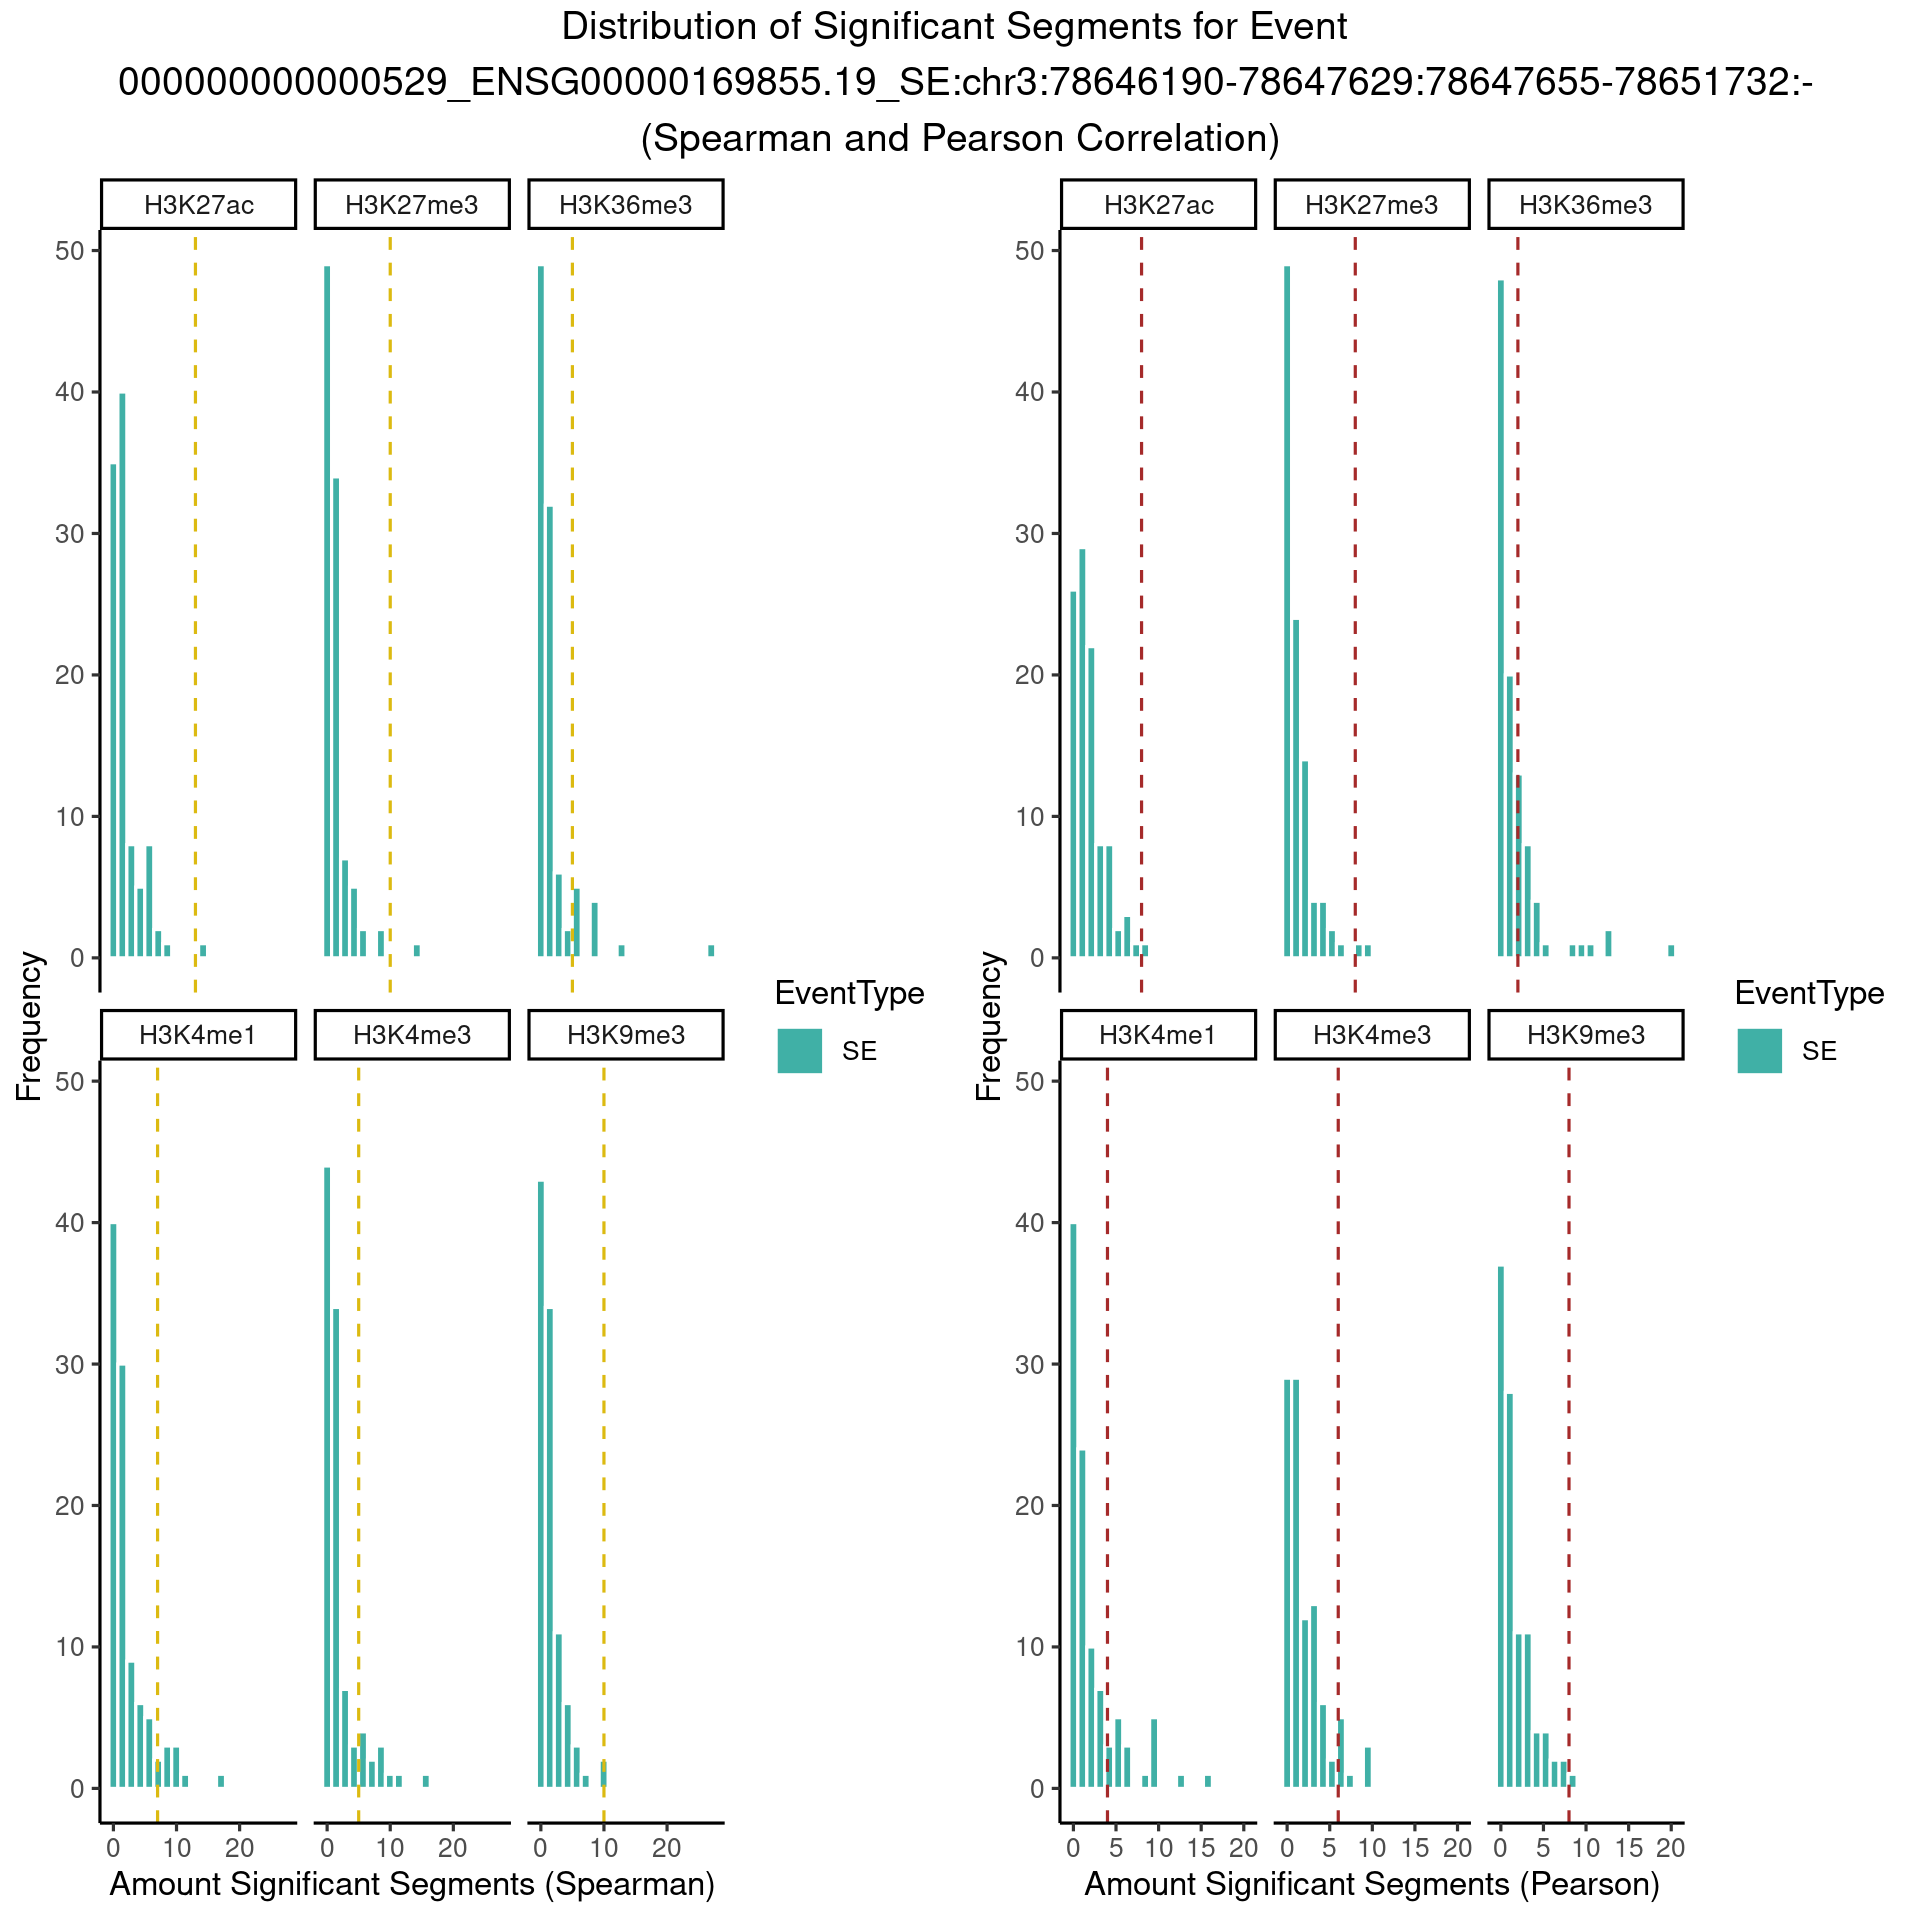 Distribution of Significant Segments for Event
000000000000529_ENSG00000169855.19_SE:chr3:78646190-78647629:78647655-78651732:-
(Spearman and Pearson Correlation)
H3K27ac H3K27me3 H3K36me3
50
40
30
20
10
0
H3K4me1 H3K4me3 H3K9me3
50
40
30
20
10
0
0 10 20 0 10 20 0 10 20
Frequency
Amount Significant Segments (Spearman)
EventType
SE
H3K27ac H3K27me3 H3K36me3
50
40
30
20
10
0
H3K4me1 H3K4me3 H3K9me3
50
40
30
20
10
0
0 5 10 15 20 0 5 10 15 20 0 5 10 15 20
Frequency
Amount Significant Segments (Pearson)
EventType
SE